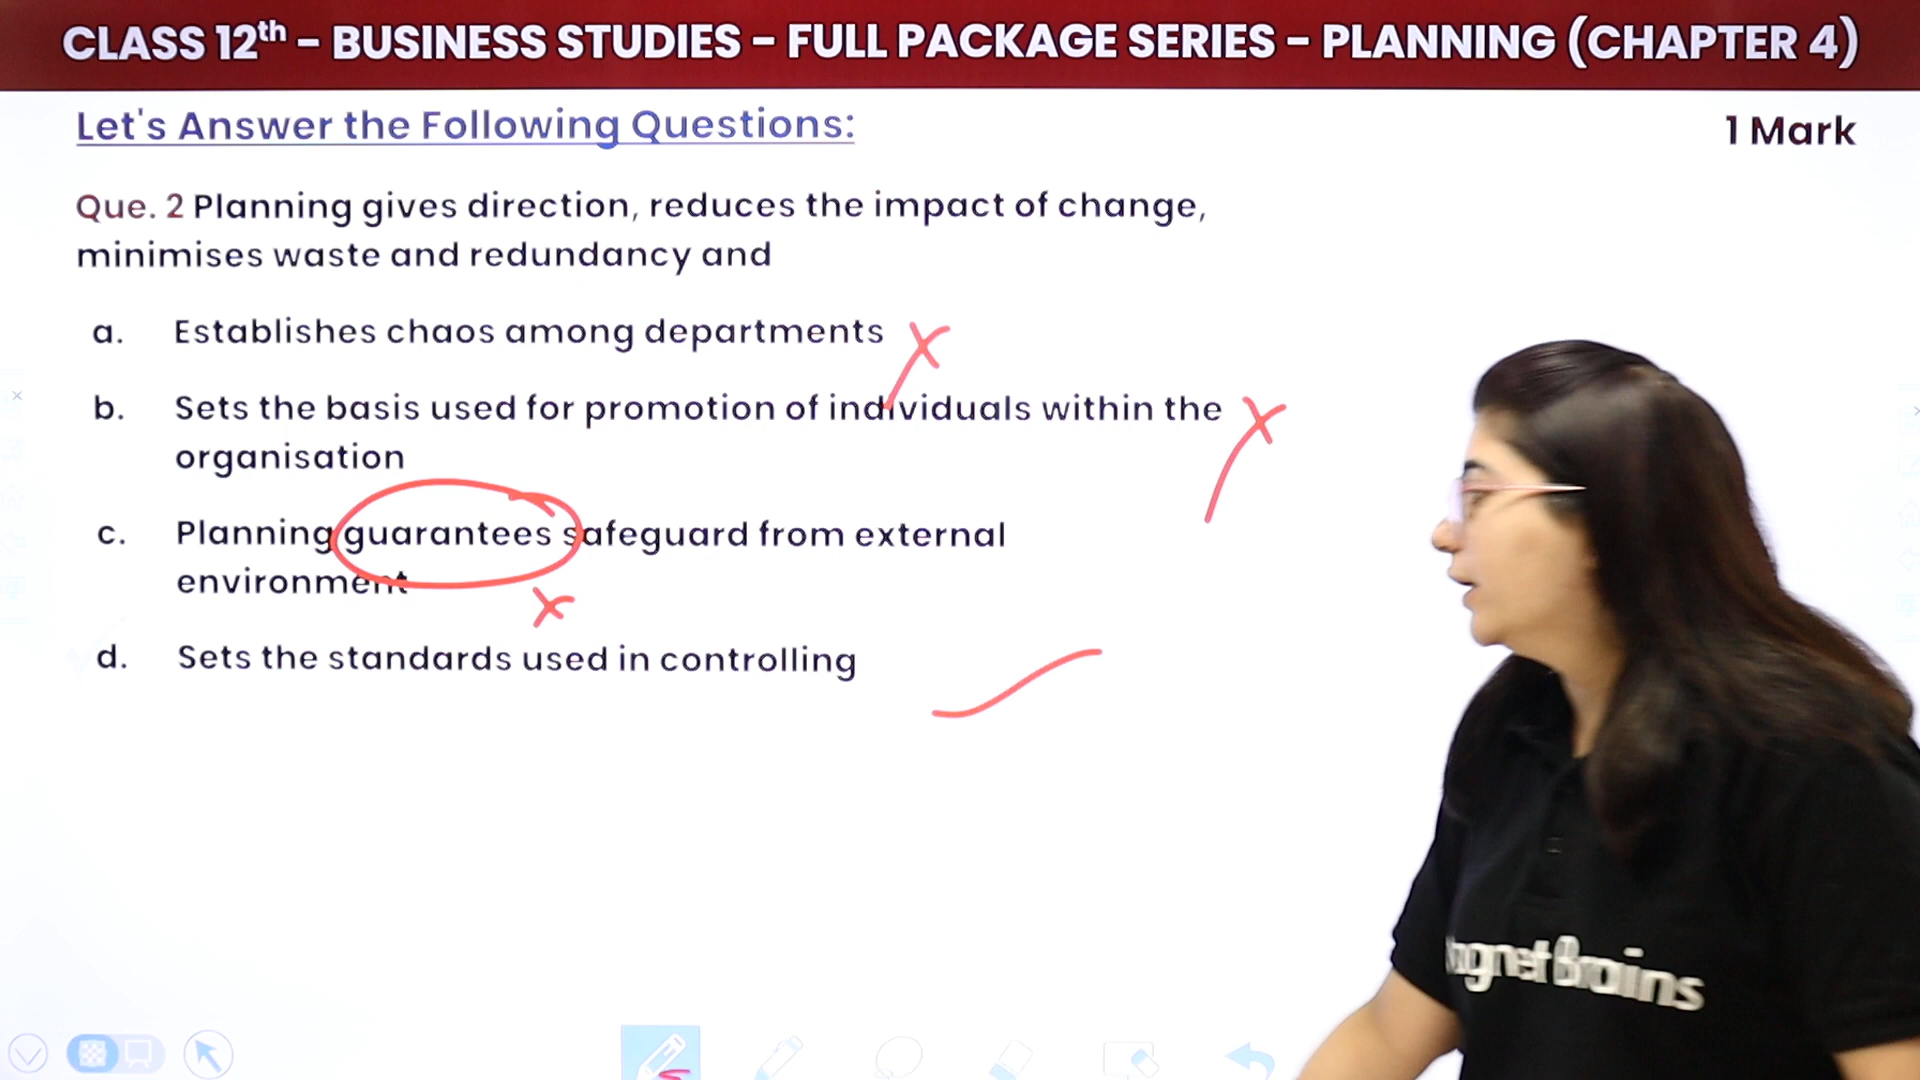 CLASS 12th - BUSINESS STUDIES - FULL PACKAGE SERIES - PLANNING (CHAPTER 4)
Let's Answer the Following Questions:
1 Mark
Que. 2 Planning gives direction, reduces the impact of change,
minimises waste and redundancy and
a. Establishes chaos among departments
b. Sets the basis used for promotion of individuals within the
organisation
c. Planning guarantees safeguard from external
environment
d. Sets the standards used in controlling
Magnet Brains